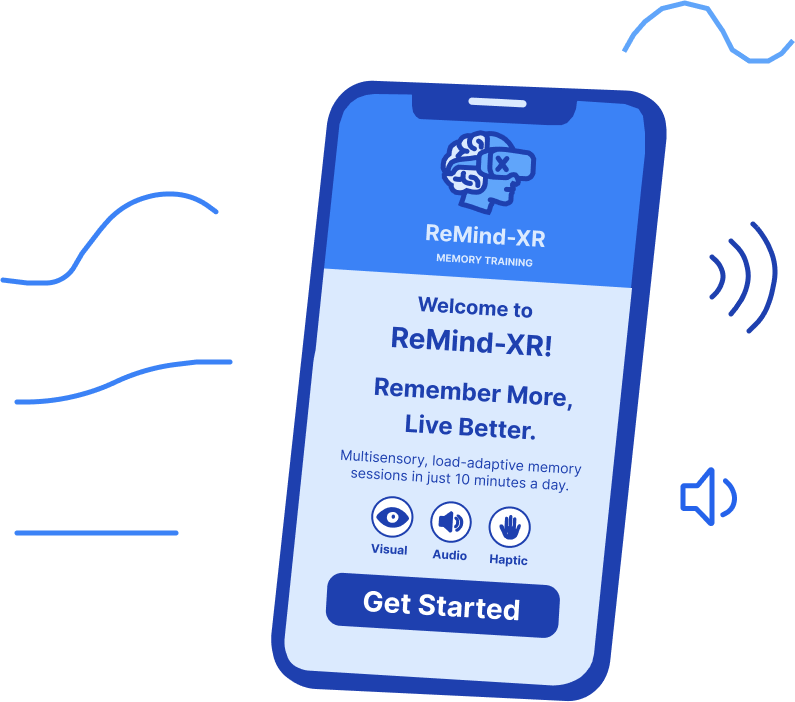 ReMind-XR
MEMORY TRAINING
Welcome to
ReMind-XR!
Remember More,
Live Better.
Multisensory, load-adaptive memory
sessions in just 10 minutes a day.
Visual Audio Haptic
Get Started